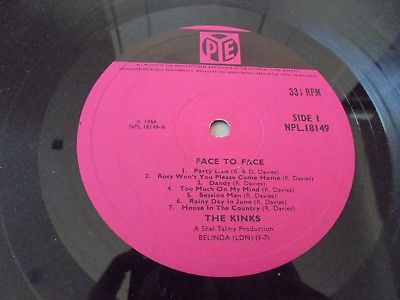 PYE
33⅓ RPM
℗ 1966
NPL.18149-A
SIDE 1
NPL.18149
FACE TO FACE
1. Party Line (R. & D. Davies)
2. Rosy Won't You Please Come Home (R. Davies)
3. Dandy (R. Davies)
4. Too Much On My Mind (R. Davies)
5. Session Man (R. Davies)
6. Rainy Day In June (R. Davies)
7. House In The Country (R. Davies)
THE KINKS
A Shel Talmy Production
BELINDA (LDN) (1-7)